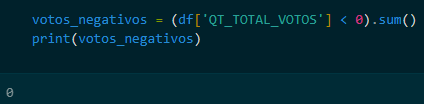 votos_negativos = (df['QT_TOTAL_VOTOS'] < 0).sum()
print(votos_negativos)
0